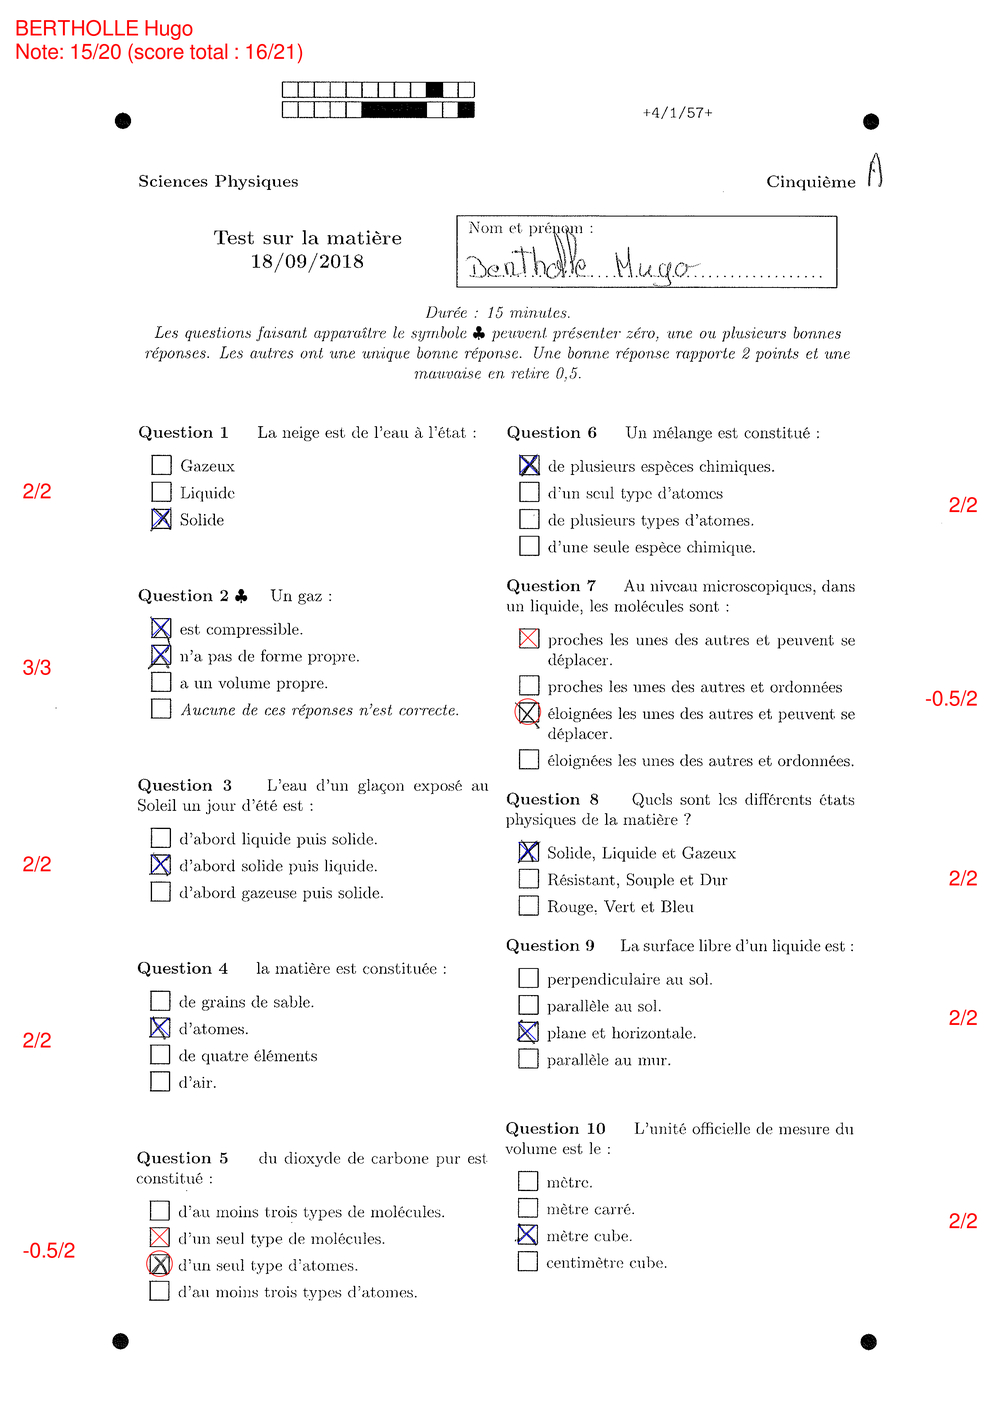 BERTHOLLE Hugo
Note: 15/20 (score total : 16/21)
+4/1/57+
Sciences Physiques
Cinquième A
Test sur la matière
18/09/2018
Nom et prénom :
Bertholle Hugo
Durée : 15 minutes.
Les questions faisant apparaître le symbole ♣ peuvent présenter zéro, une ou plusieurs bonnes
réponses. Les autres ont une unique bonne réponse. Une bonne réponse rapporte 2 points et une
mauvaise en retire 0,5.
Question 1 La neige est de l'eau à l'état :
Gazeux
2/2
Liquide
Solide
Question 2 ♣ Un gaz :
est compressible.
n'a pas de forme propre.
3/3
a un volume propre.
Aucune de ces réponses n'est correcte.
Question 3 L'eau d'un glaçon exposé au
Soleil un jour d'été est :
d'abord liquide puis solide.
2/2
d'abord solide puis liquide.
d'abord gazeuse puis solide.
Question 4 la matière est constituée :
de grains de sable.
d'atomes.
2/2
de quatre éléments
d'air.
Question 5 du dioxyde de carbone pur est
constitué :
d'au moins trois types de molécules.
d'un seul type de molécules.
-0.5/2
d'un seul type d'atomes.
d'au moins trois types d'atomes.
Question 6 Un mélange est constitué :
de plusieurs espèces chimiques.
d'un seul type d'atomes
2/2
de plusieurs types d'atomes.
d'une seule espèce chimique.
Question 7 Au niveau microscopiques, dans
un liquide, les molécules sont :
proches les unes des autres et peuvent se
déplacer.
proches les unes des autres et ordonnées
-0.5/2
éloignées les unes des autres et peuvent se
déplacer.
éloignées les unes des autres et ordonnées.
Question 8 Quels sont les différents états
physiques de la matière ?
Solide, Liquide et Gazeux
Résistant, Souple et Dur
2/2
Rouge, Vert et Bleu
Question 9 La surface libre d'un liquide est :
perpendiculaire au sol.
parallèle au sol.
2/2
plane et horizontale.
parallèle au mur.
Question 10 L'unité officielle de mesure du
volume est le :
mètre.
mètre carré.
2/2
mètre cube.
centimètre cube.